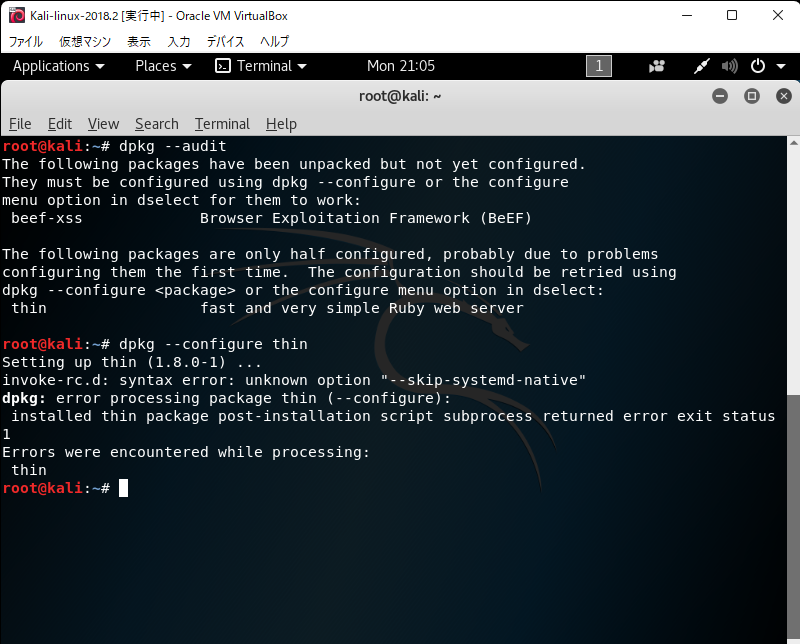 Kali-linux-2018.2 [実行中] - Oracle VM VirtualBox
ファイル 仮想マシン 表示 入力 デバイス ヘルプ
Applications Places Terminal Mon 21:05 1
root@kali: ~
File Edit View Search Terminal Help
root@kali:~# dpkg --audit
The following packages have been unpacked but not yet configured.
They must be configured using dpkg --configure or the configure
menu option in dselect for them to work:
 beef-xss             Browser Exploitation Framework (BeEF)
The following packages are only half configured, probably due to problems
configuring them the first time.  The configuration should be retried using
dpkg --configure <package> or the configure menu option in dselect:
 thin                 fast and very simple Ruby web server
root@kali:~# dpkg --configure thin
Setting up thin (1.8.0-1) ...
invoke-rc.d: syntax error: unknown option "--skip-systemd-native"
dpkg: error processing package thin (--configure):
 installed thin package post-installation script subprocess returned error exit status
1
Errors were encountered while processing:
 thin
root@kali:~#